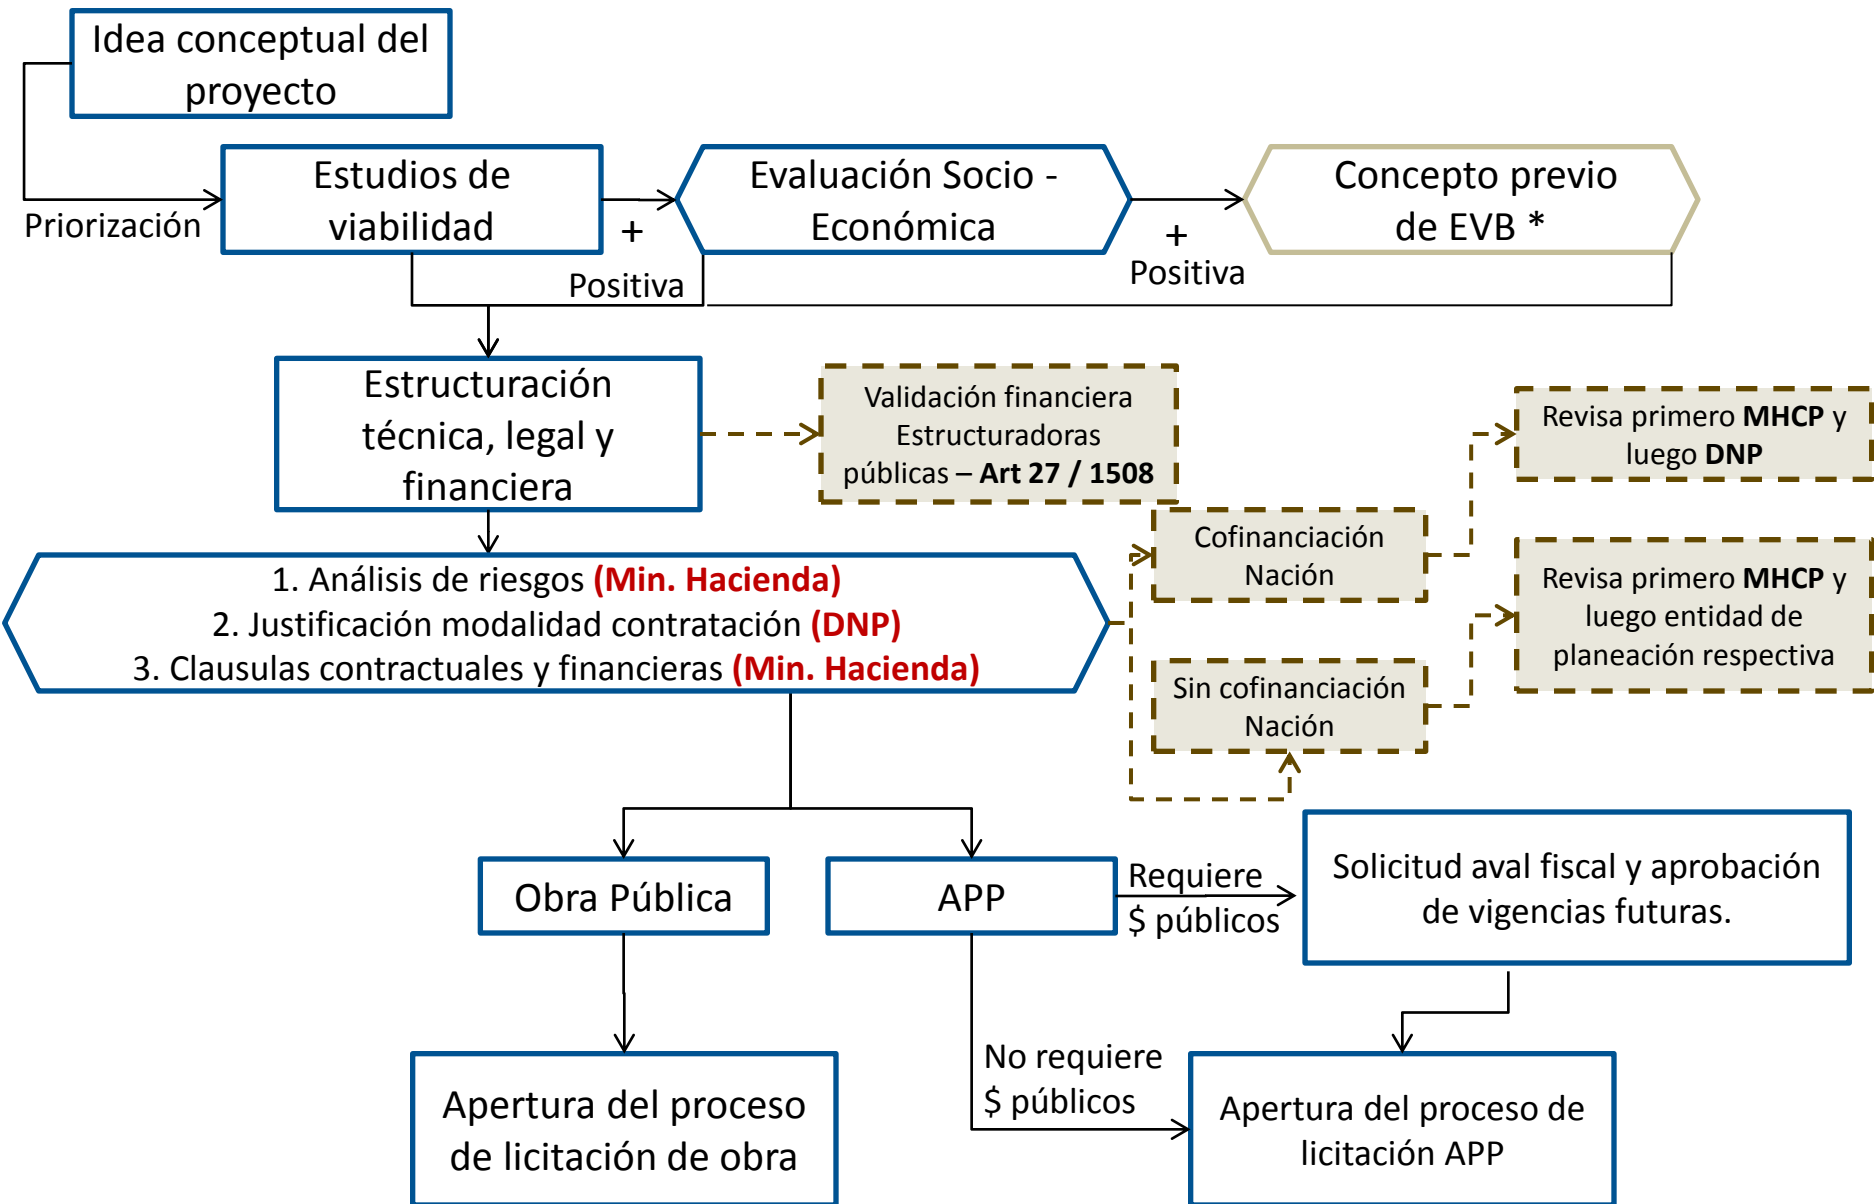 Idea conceptual del
proyecto
Priorización
Estudios de
viabilidad
+
Positiva
Evaluación Socio -
Económica
+
Positiva
Concepto previo
de EVB *
Estructuración
técnica, legal y
financiera
Validación financiera
Estructuradoras
públicas – Art 27 / 1508
Revisa primero MHCP y
luego DNP
Cofinanciación
Nación
1. Análisis de riesgos (Min. Hacienda)
2. Justificación modalidad contratación (DNP)
3. Clausulas contractuales y financieras (Min. Hacienda)
Revisa primero MHCP y
luego entidad de
planeación respectiva
Sin cofinanciación
Nación
Obra Pública
APP
Requiere
$ públicos
Solicitud aval fiscal y aprobación
de vigencias futuras.
No requiere
$ públicos
Apertura del proceso
de licitación de obra
Apertura del proceso de
licitación APP